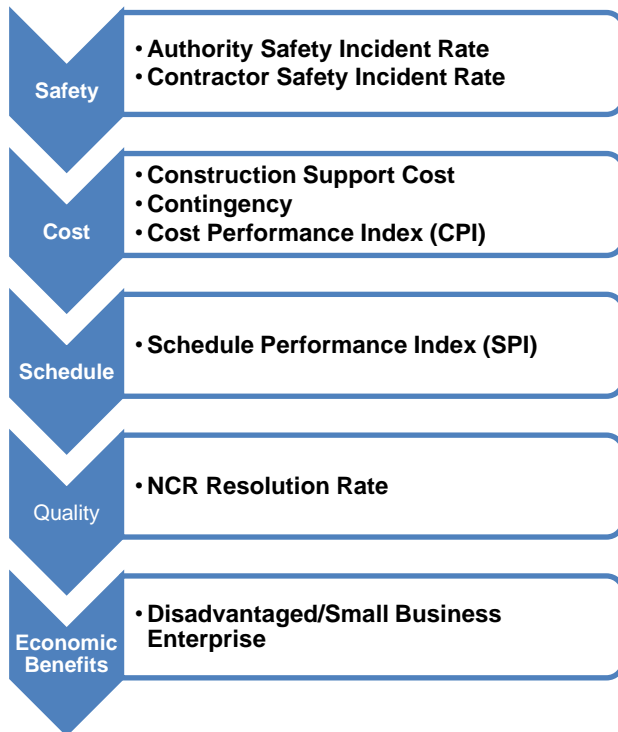 Safety
• Authority Safety Incident Rate
• Contractor Safety Incident Rate
Cost
• Construction Support Cost
• Contingency
• Cost Performance Index (CPI)
Schedule
• Schedule Performance Index (SPI)
Quality
• NCR Resolution Rate
Economic
Benefits
• Disadvantaged/Small Business
Enterprise